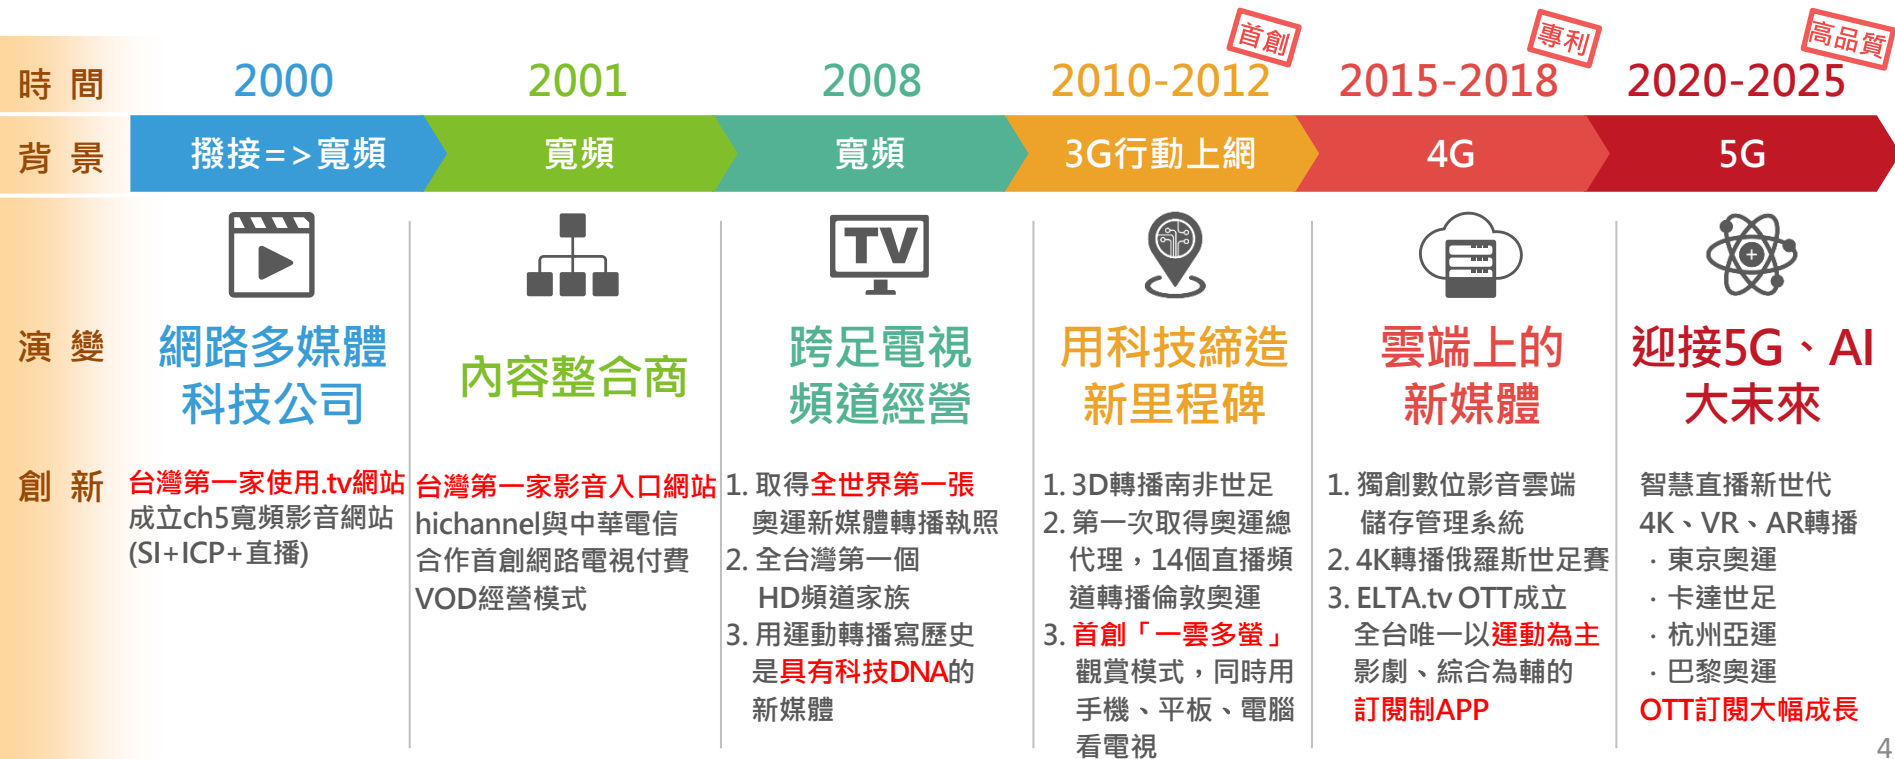 首創
專利
高品質
時間
2000
2001
2008
2010-2012
2015-2018
2020-2025
背景
撥接=>寬頻
寬頻
寬頻
3G行動上網
4G
5G
TV
演變
網路多媒體
科技公司
內容整合商
跨足電視
頻道經營
用科技締造
新里程碑
雲端上的
新媒體
迎接5G、AI
大未來
創新
台灣第一家使用.tv網站
成立ch5寬頻影音網站
(SI+ICP+直播)
台灣第一家影音入口網站
hichannel與中華電信
合作首創網路電視付費
VOD經營模式
1. 取得全世界第一張
奧運新媒體轉播執照
2. 全台灣第一個
HD頻道家族
3. 用運動轉播寫歷史
是具有科技DNA的
新媒體
1. 3D轉播南非世足
2. 第一次取得奧運總
代理，14個直播頻
道轉播倫敦奧運
3. 首創「一雲多螢」
觀賞模式，同時用
手機、平板、電腦
看電視
1. 獨創數位影音雲端
儲存管理系統
2. 4K轉播俄羅斯世足賽
3. ELTA.tv OTT成立
全台唯一以運動為主
影劇、綜合為輔的
訂閱制APP
智慧直播新世代
4K、VR、AR轉播
．東京奧運
．卡達世足
．杭州亞運
．巴黎奧運
OTT訂閱大幅成長
4